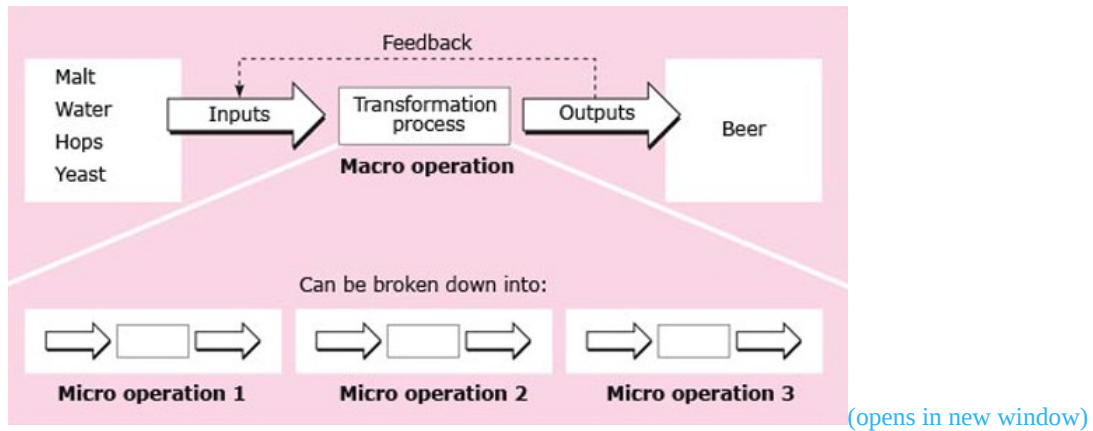 Feedback
Malt
Water
Hops
Yeast
Inputs
Transformation
process
Outputs
Beer
Macro operation
Can be broken down into:
Micro operation 1
Micro operation 2
Micro operation 3
(opens in new window)